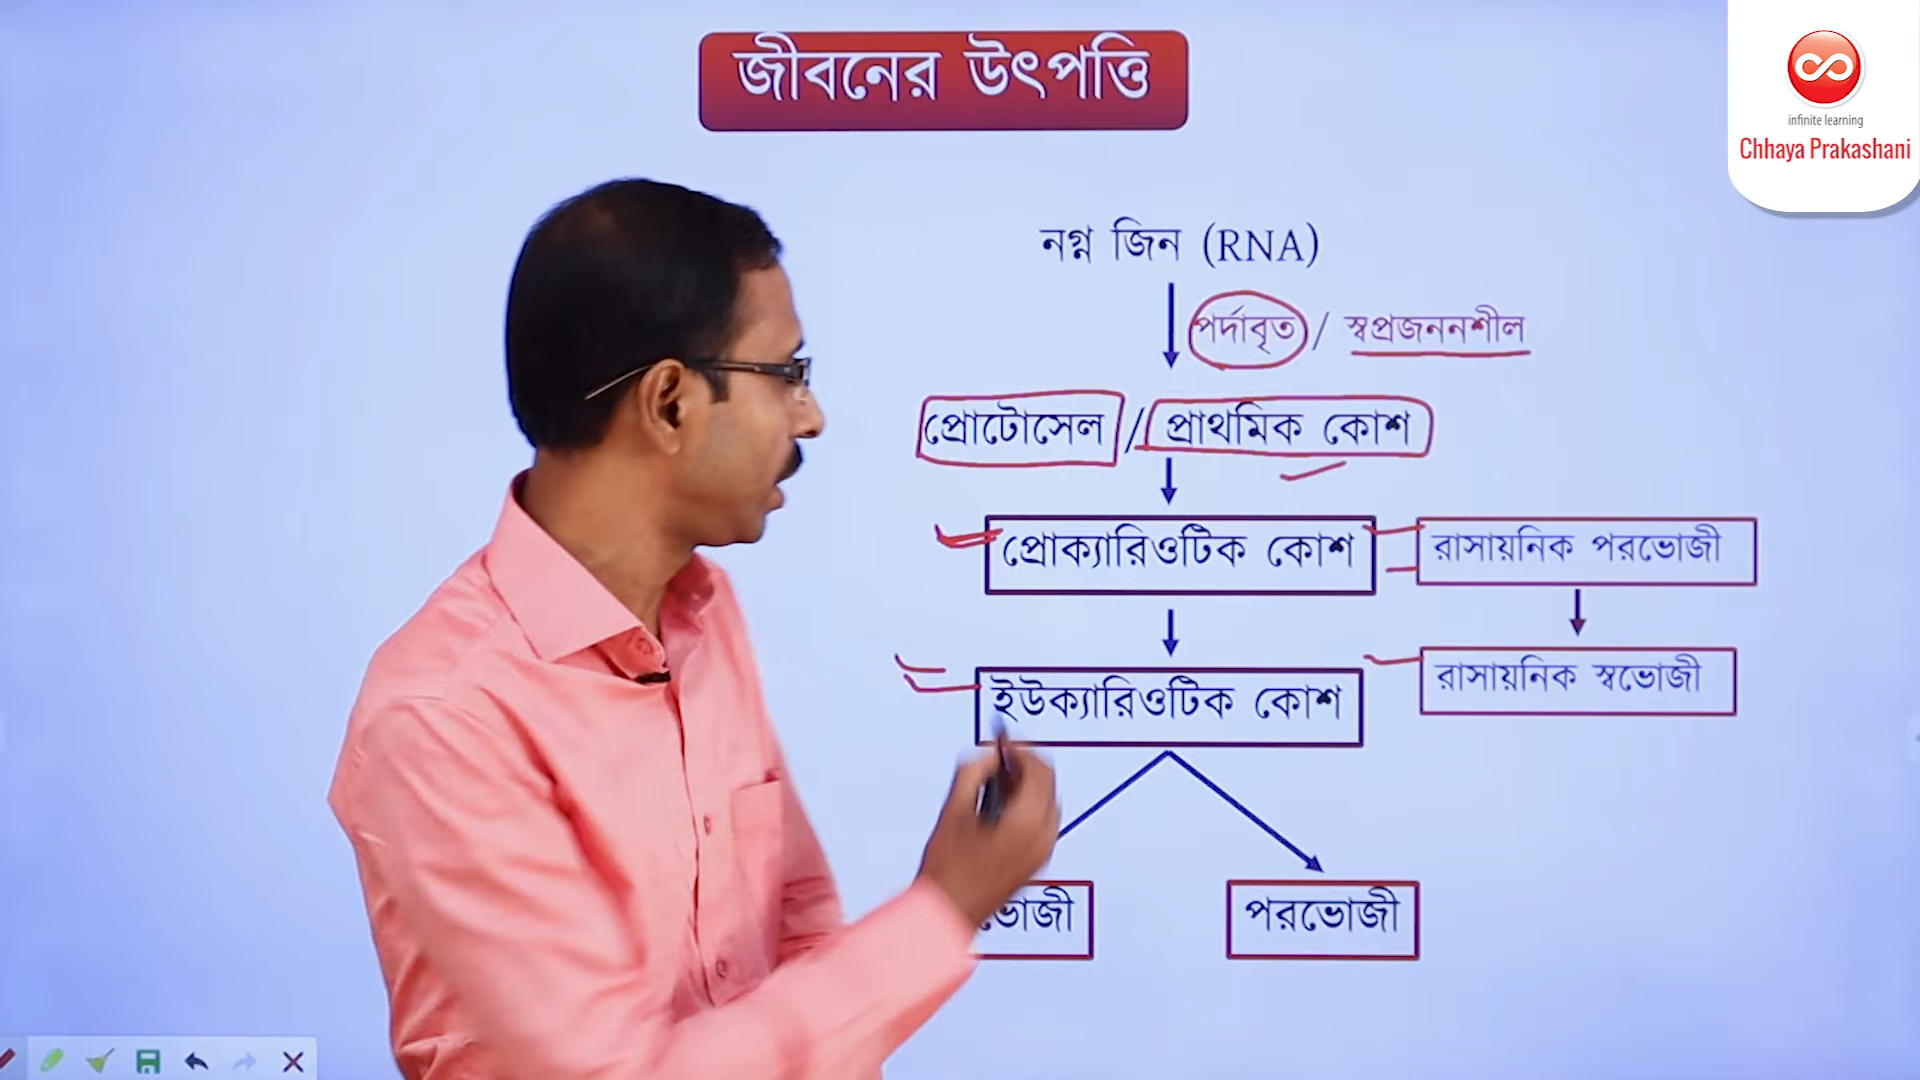 জীবনের উৎপত্তি
infinite learning
Chhaya Prakashani
নগ্ন জিন (RNA)
পর্দাবৃত / স্বপ্রজননশীল
প্রোটোসেল / প্রাথমিক কোশ
প্রোক্যারিওটিক কোশ
রাসায়নিক পরভোজী
ইউক্যারিওটিক কোশ
রাসায়নিক স্বভোজী
পরভোজী